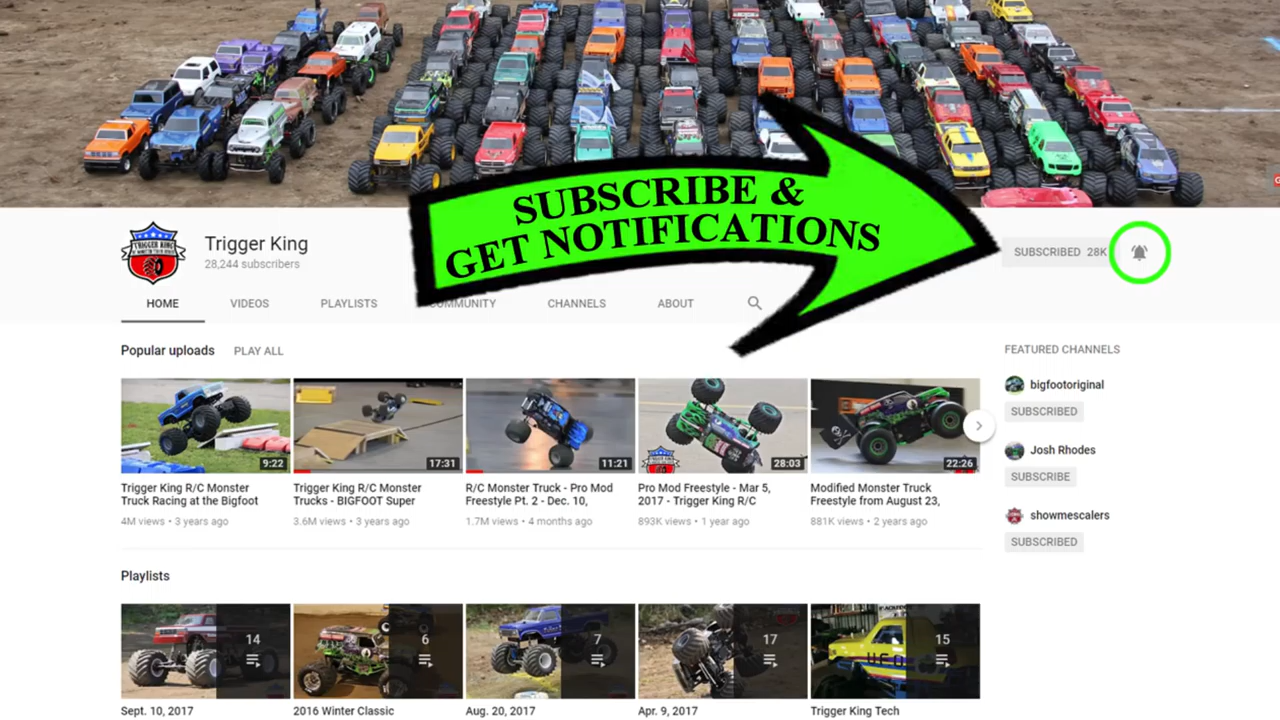 SUBSCRIBE &
GET NOTIFICATIONS
TRIGGER KING
Trigger King
28,244 subscribers
SUBSCRIBED 28K
HOME VIDEOS PLAYLISTS COMMUNITY CHANNELS ABOUT
Popular uploads PLAY ALL
9:22
17:31
11:21
28:03
22:26
Trigger King R/C Monster
Truck Racing at the Bigfoot
4M views • 3 years ago
Trigger King R/C Monster
Trucks - BIGFOOT Super
3.6M views • 3 years ago
R/C Monster Truck - Pro Mod
Freestyle Pt. 2 - Dec. 10,
1.7M views • 4 months ago
Pro Mod Freestyle - Mar 5,
2017 - Trigger King R/C
893K views • 1 year ago
Modified Monster Truck
Freestyle from August 23,
881K views • 2 years ago
FEATURED CHANNELS
bigfootoriginal
SUBSCRIBED
Josh Rhodes
SUBSCRIBE
showmescalers
SUBSCRIBED
Playlists
14
6
7
17
15
UFO
Sept. 10, 2017
2016 Winter Classic
Aug. 20, 2017
Apr. 9, 2017
Trigger King Tech